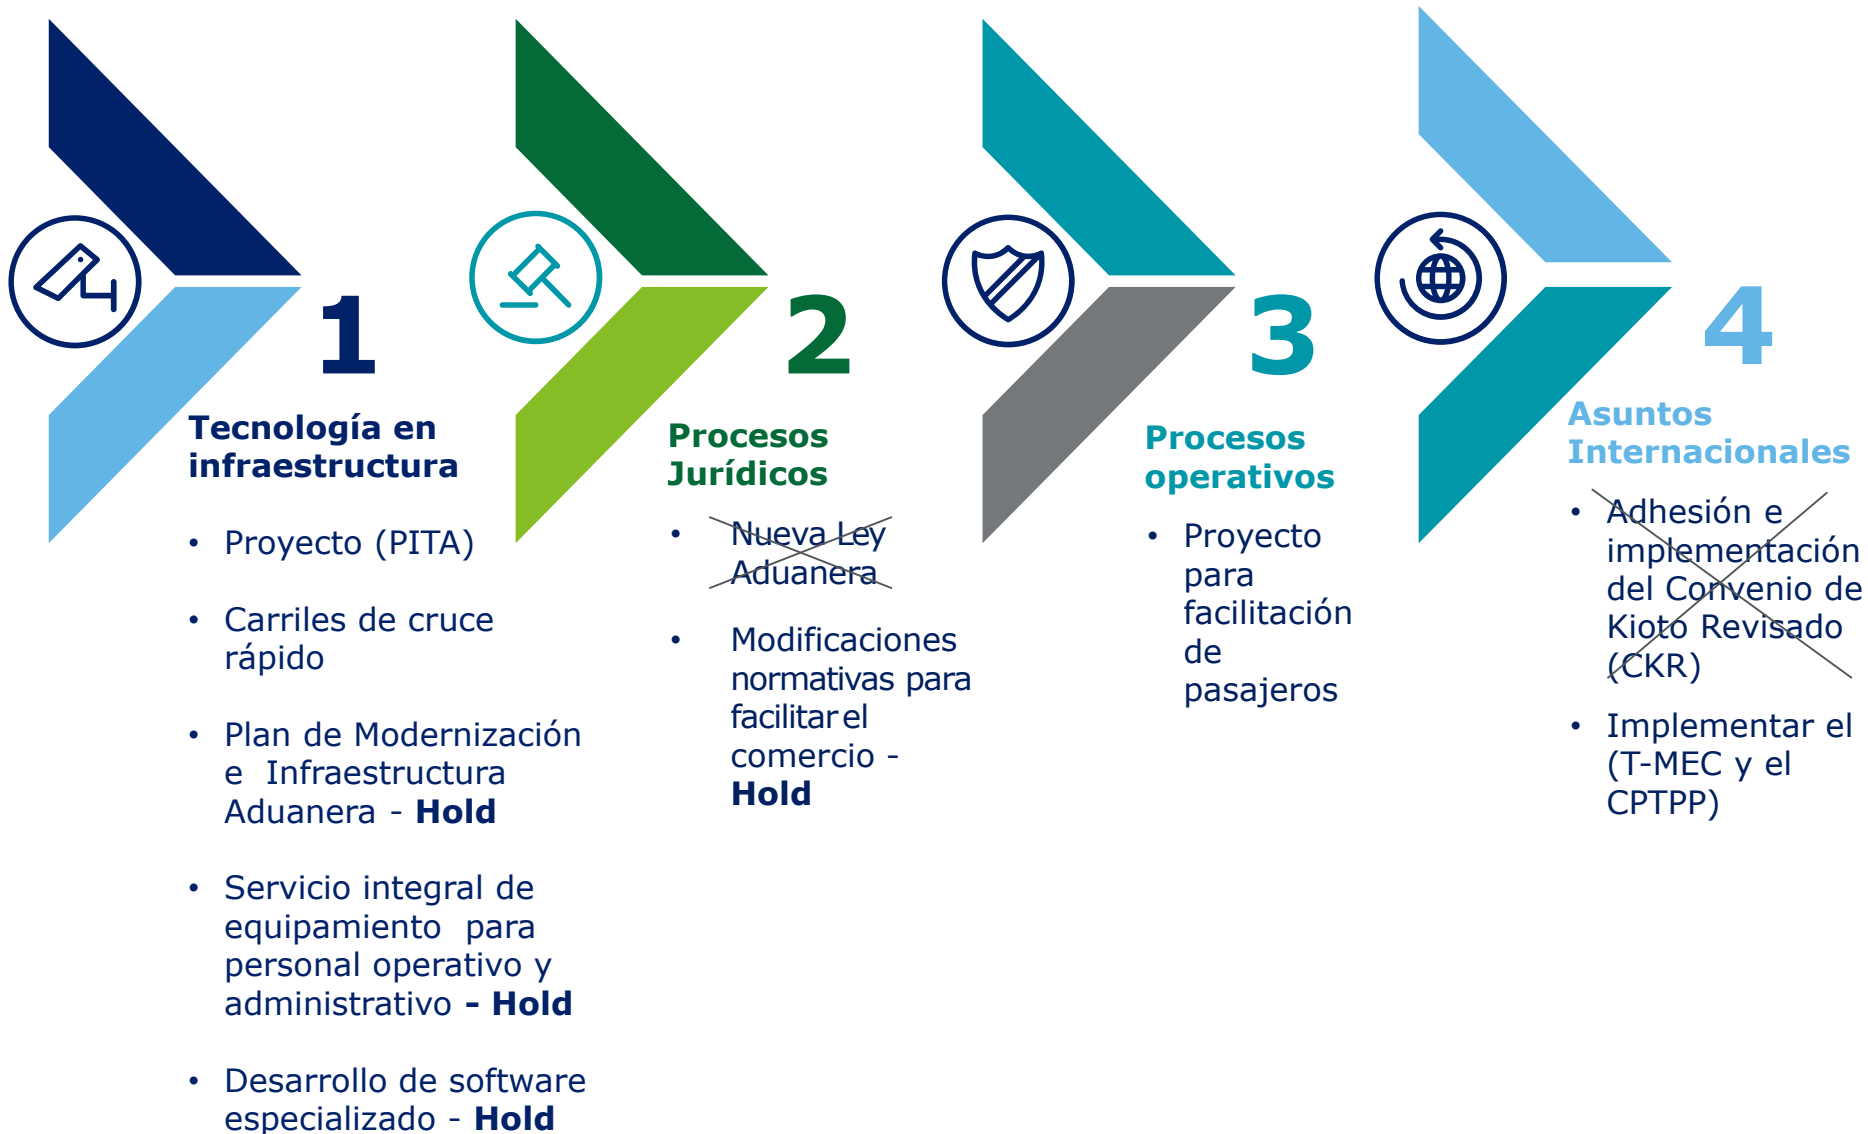 1
Tecnología en
infraestructura
• Proyecto (PITA)
• Carriles de cruce
rápido
• Plan de Modernización
e Infraestructura
Aduanera - Hold
• Servicio integral de
equipamiento para
personal operativo y
administrativo - Hold
• Desarrollo de software
especializado - Hold
2
Procesos
Jurídicos
• Nueva Ley
Aduanera
• Modificaciones
normativas para
facilitar el
comercio -
Hold
3
Procesos
operativos
• Proyecto
para
facilitación
de
pasajeros
4
Asuntos
Internacionales
• Adhesión e
implementación
del Convenio de
Kioto Revisado
(CKR)
• Implementar el
(T-MEC y el
CPTPP)